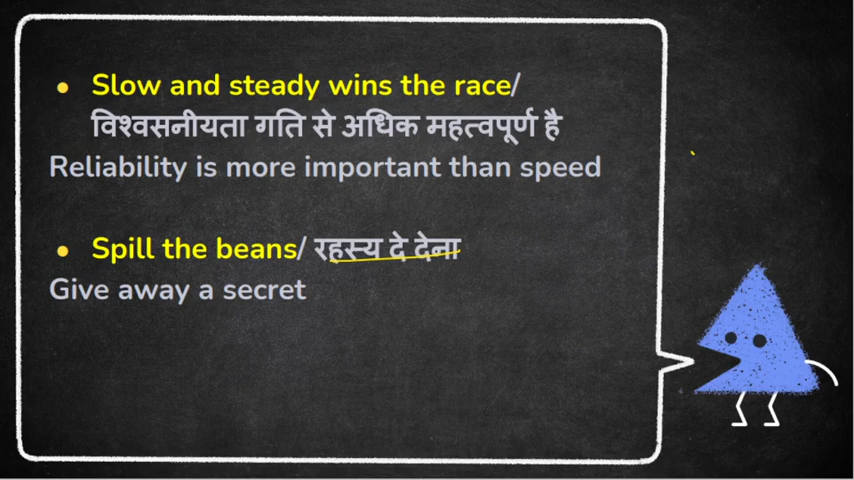 • Slow and steady wins the race/
विश्वसनीयता गति से अधिक महत्वपूर्ण है
Reliability is more important than speed
• Spill the beans/ रहस्य दे देना
Give away a secret